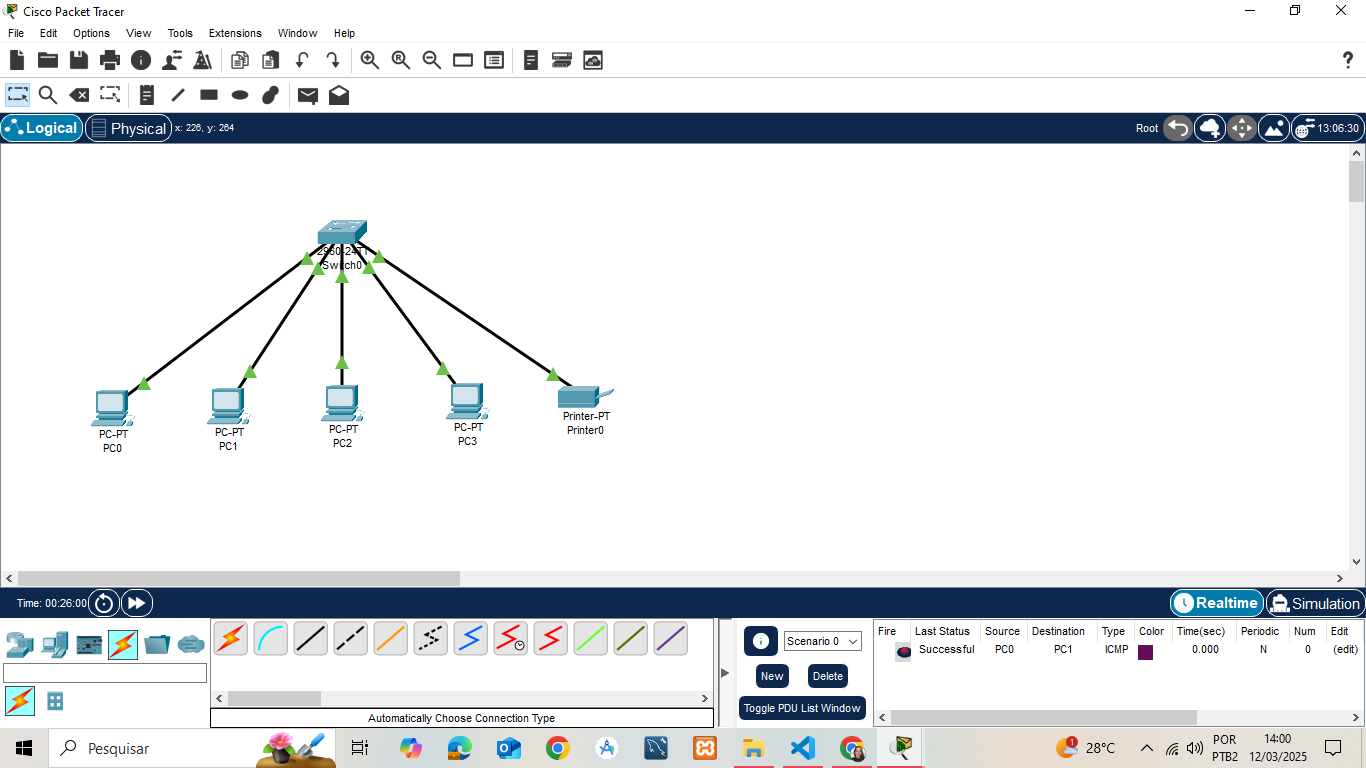 Cisco Packet Tracer
File Edit Options View Tools Extensions Window Help
Logical Physical x: 226, y: 264 Root 13:06:30
2960-24TT
Switch0
PC-PT
PC0
PC-PT
PC1
PC-PT
PC2
PC-PT
PC3
Printer-PT
Printer0
Time: 00:26:00 Realtime Simulation
Automatically Choose Connection Type
Scenario 0
New Delete
Toggle PDU List Window
Fire Last Status Source Destination Type Color Time(sec) Periodic Num Edit
Successful PC0 PC1 ICMP 0.000 N 0 (edit)
Pesquisar
1 28°C
POR
PTB2
14:00
12/03/2025